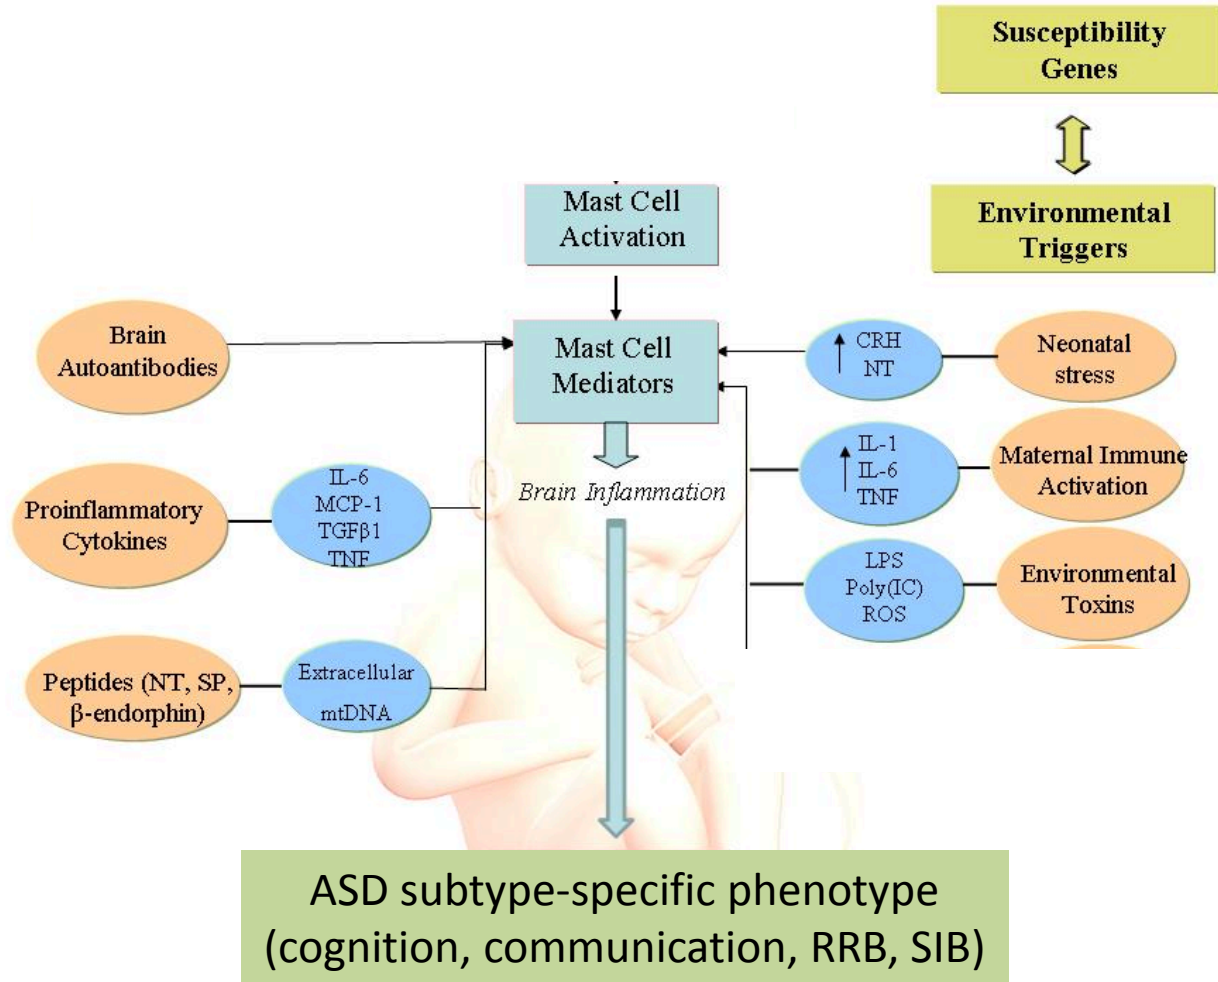 Susceptibility
Genes
Environmental
Triggers
Mast Cell
Activation
Mast Cell
Mediators
Brain Inflammation
Brain
Autoantibodies
Proinflammatory
Cytokines
IL-6
MCP-1
TGFβ1
TNF
Peptides (NT, SP,
β-endorphin)
Extracellular
mtDNA
CRH
NT
Neonatal
stress
IL-1
IL-6
TNF
Maternal Immune
Activation
LPS
Poly(IC)
ROS
Environmental
Toxins
ASD subtype-specific phenotype
(cognition, communication, RRB, SIB)